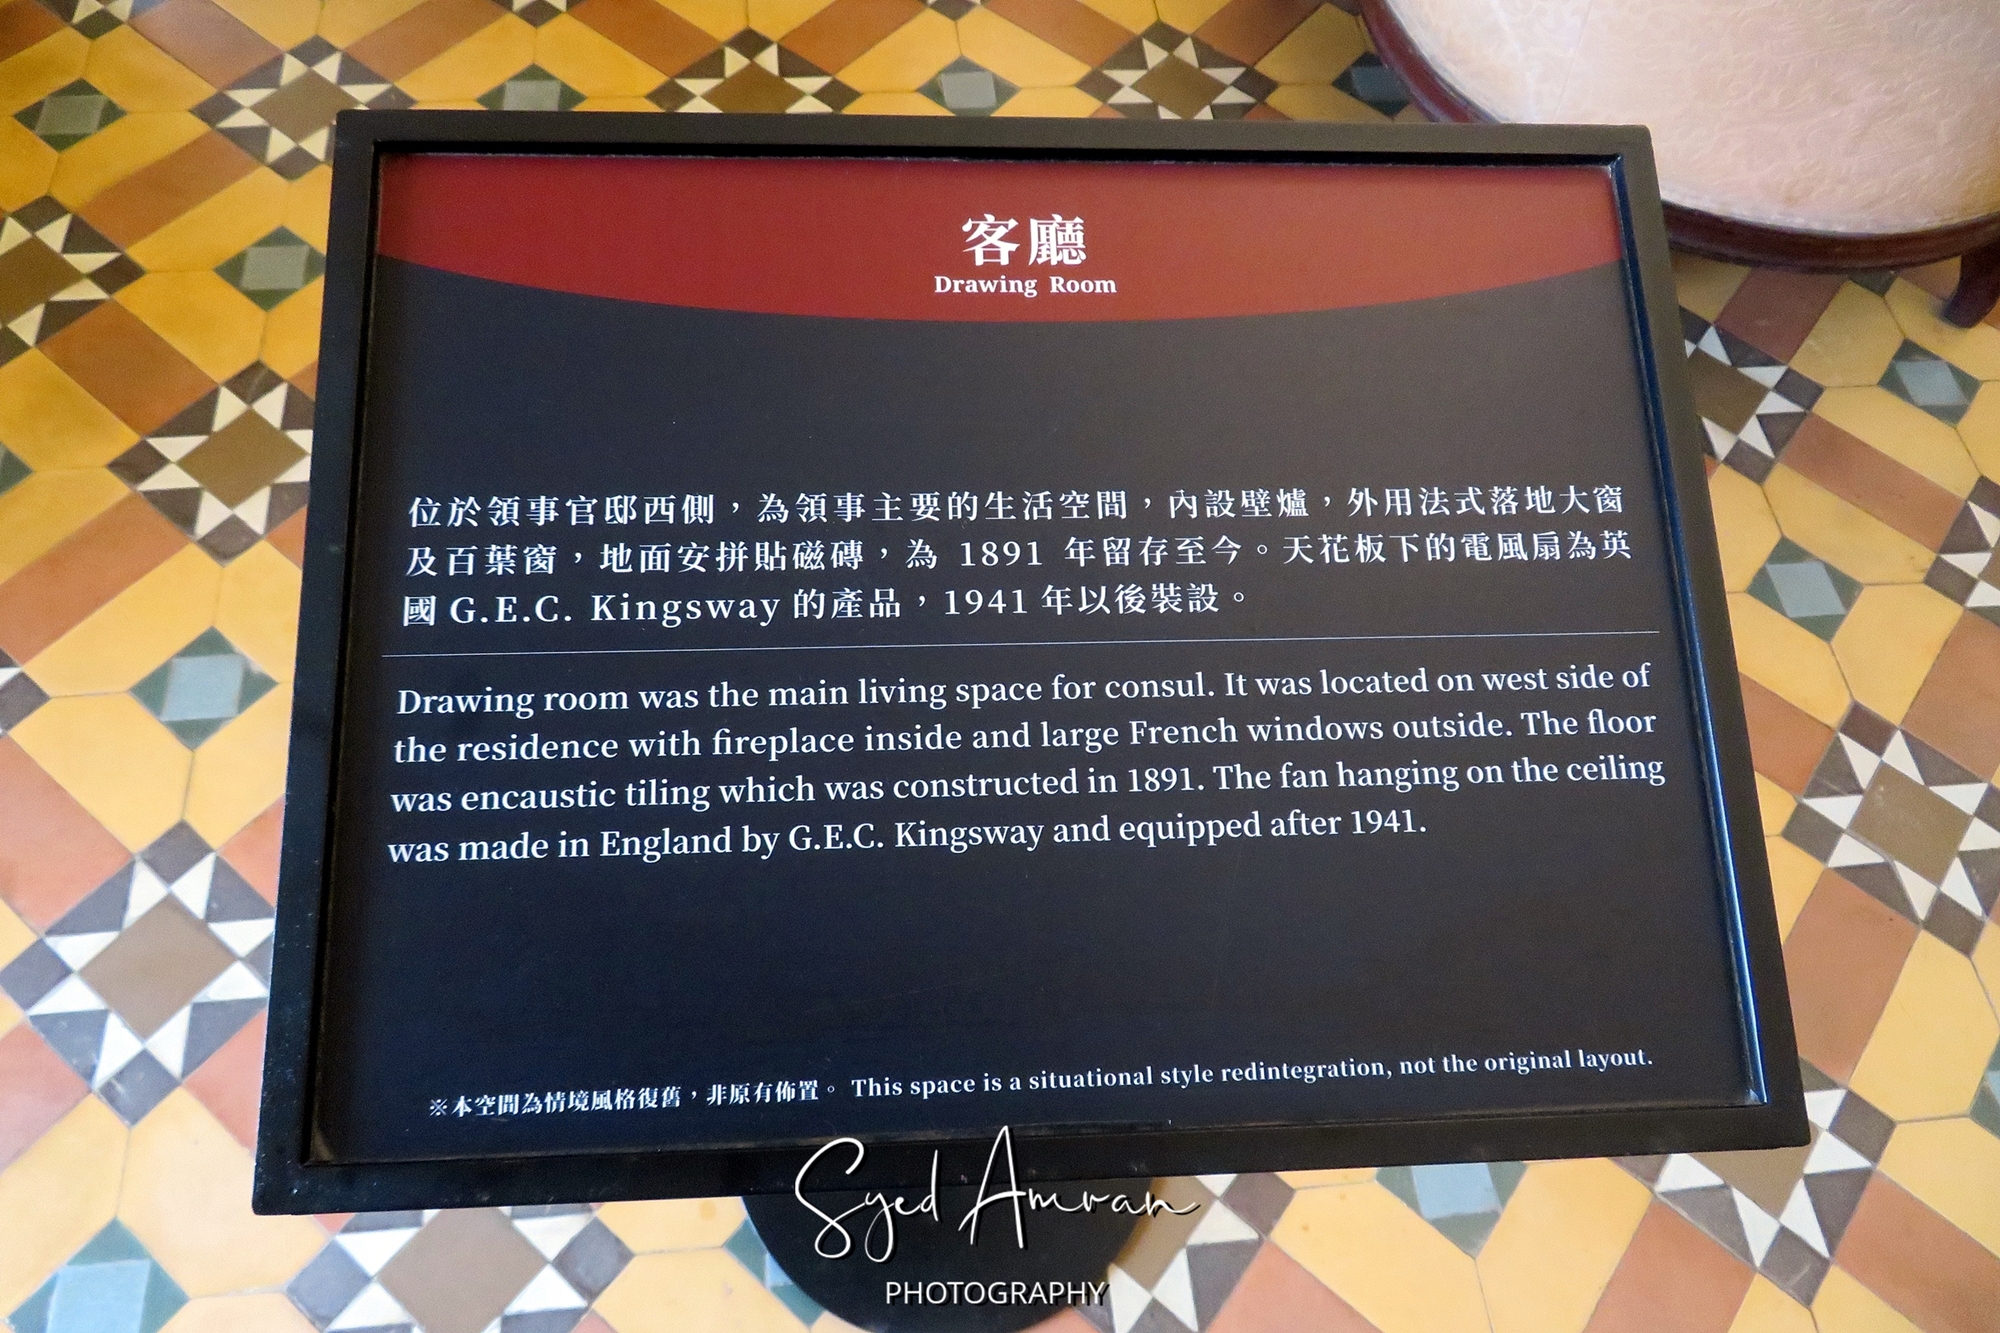 客廳
Drawing Room
位於領事官邸西側，為領事主要的生活空間，內設壁爐，外用法式落地大窗
及百葉窗，地面安拼貼磁磚，為 1891 年留存至今。天花板下的電風扇為英
國 G.E.C. Kingsway 的產品，1941 年以後裝設。
Drawing room was the main living space for consul. It was located on west side of
the residence with fireplace inside and large French windows outside. The floor
was encaustic tiling which was constructed in 1891. The fan hanging on the ceiling
was made in England by G.E.C. Kingsway and equipped after 1941.
※本空間為情境風格復舊，非原有佈置。 This space is a situational style redintegration, not the original layout.
Syed Amran
PHOTOGRAPHY